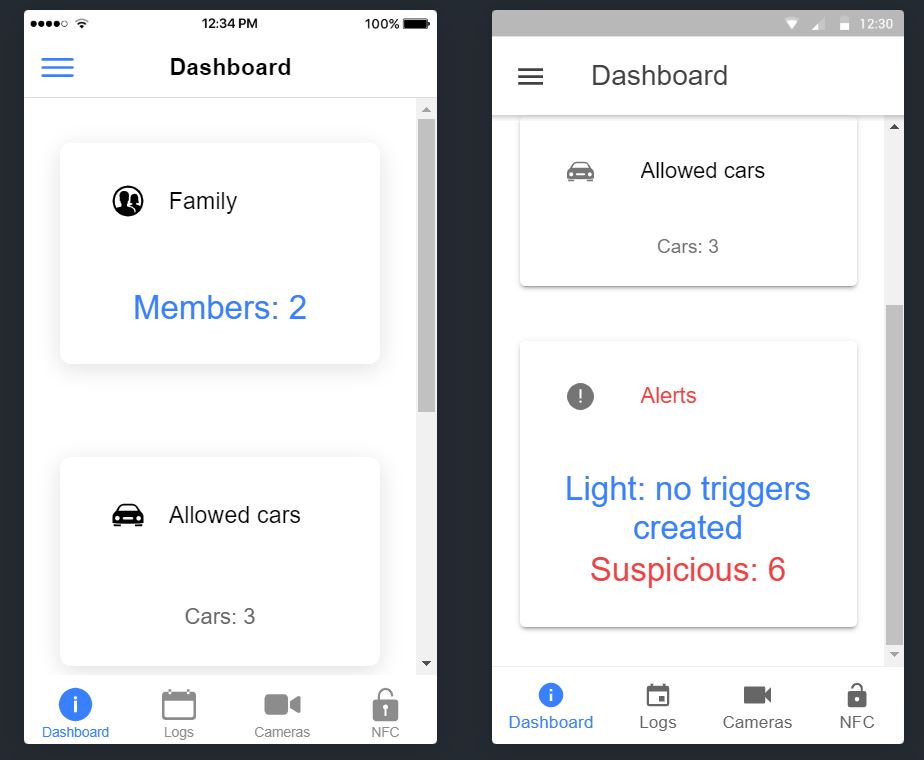 12:34 PM
100%
Dashboard
Family
Members: 2
Allowed cars
Cars: 3
Dashboard
Logs
Cameras
NFC
12:30
Dashboard
Allowed cars
Cars: 3
Alerts
Light: no triggers
created
Suspicious: 6
Dashboard
Logs
Cameras
NFC